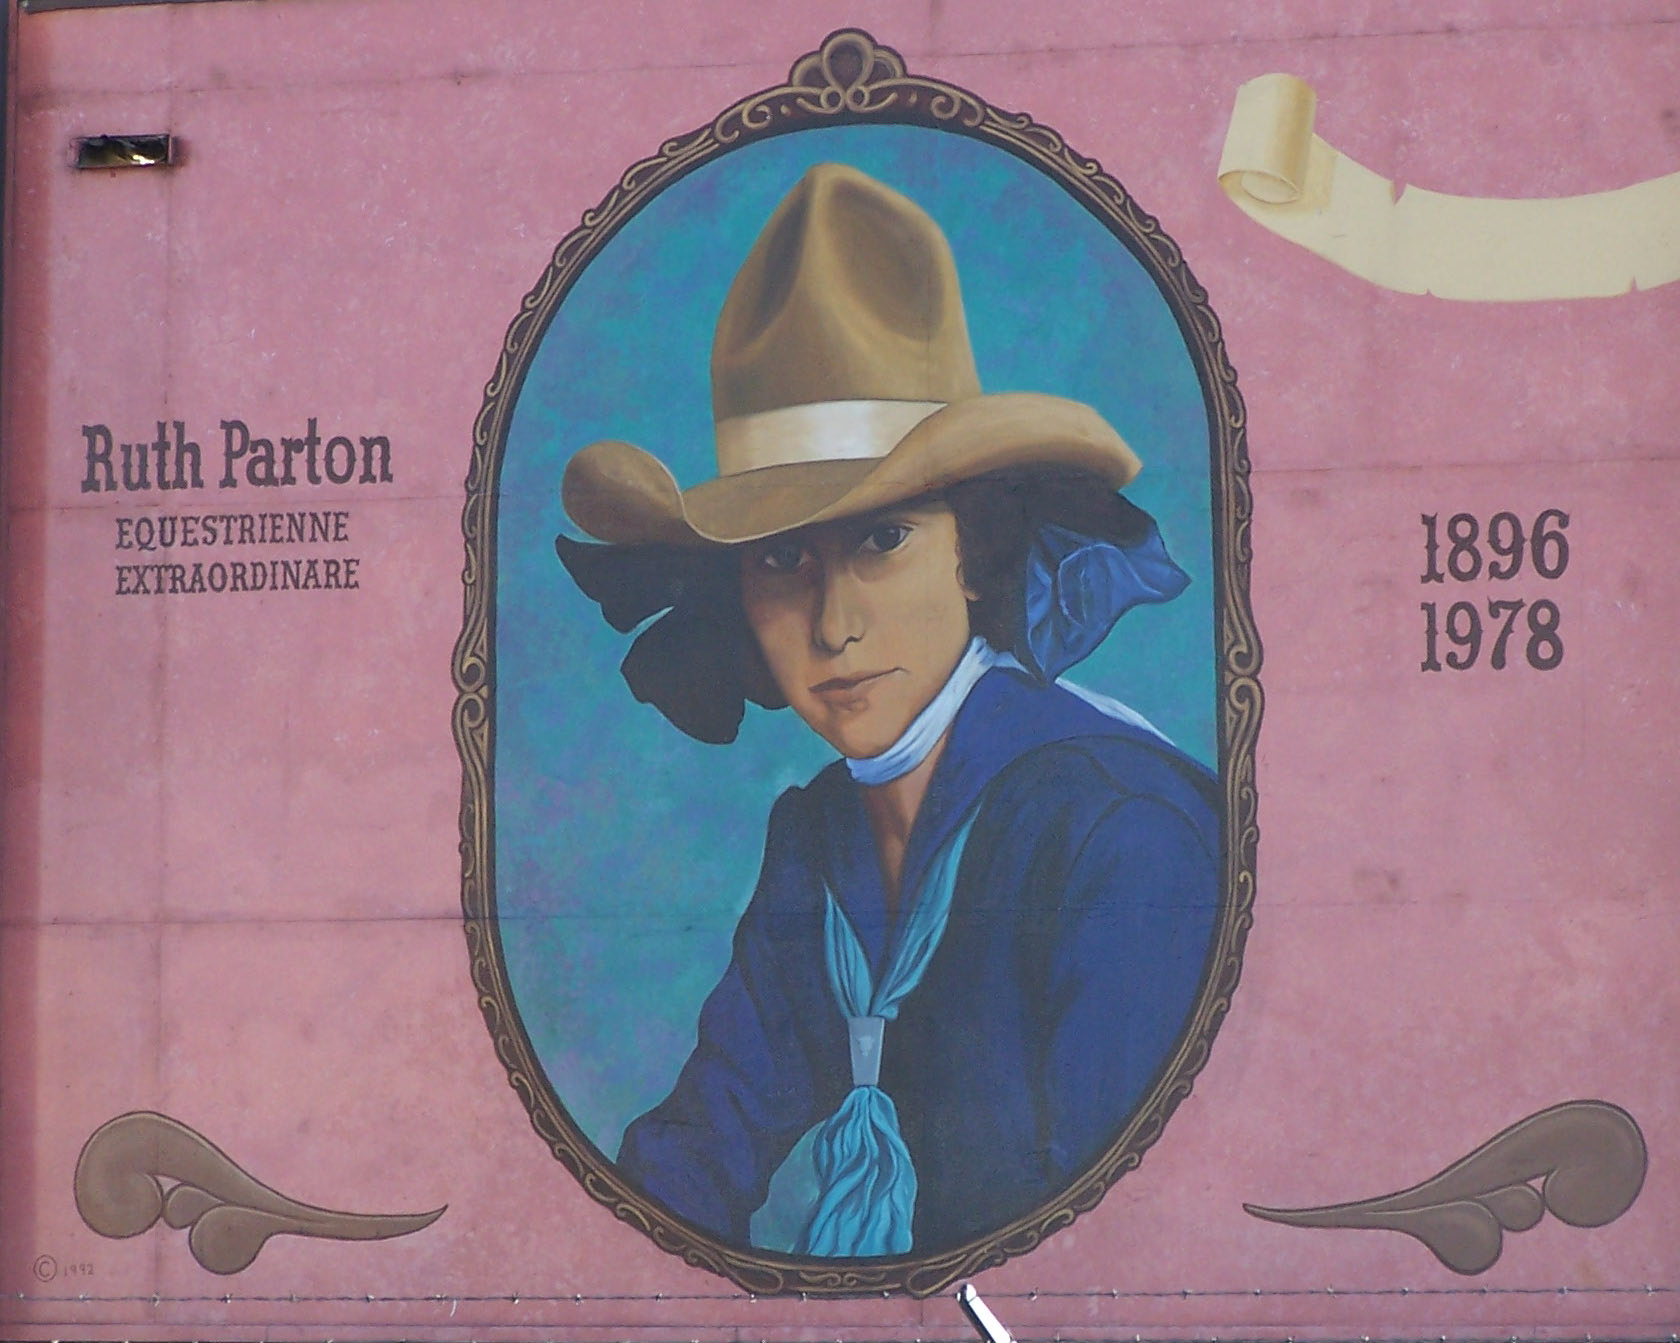 Ruth Parton
EQUESTRIENNE
EXTRAORDINARE
1896
1978
© 1992